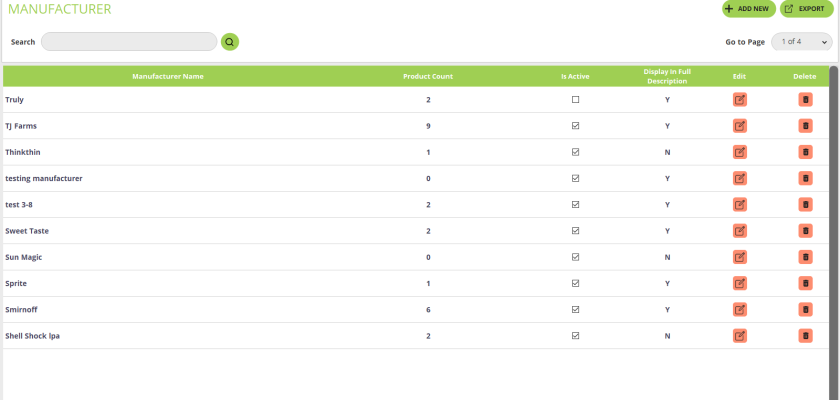 MANUFACTURER
ADD NEW
EXPORT
Search
Go to Page
1 of 4
Manufacturer Name Product Count Is Active Display In Full Description Edit Delete
Truly 2 Y
TJ Farms 9 Y
Thinkthin 1 N
testing manufacturer 0 Y
test 3-8 2 Y
Sweet Taste 2 Y
Sun Magic 0 N
Sprite 1 Y
Smirnoff 6 Y
Shell Shock Ipa 2 N